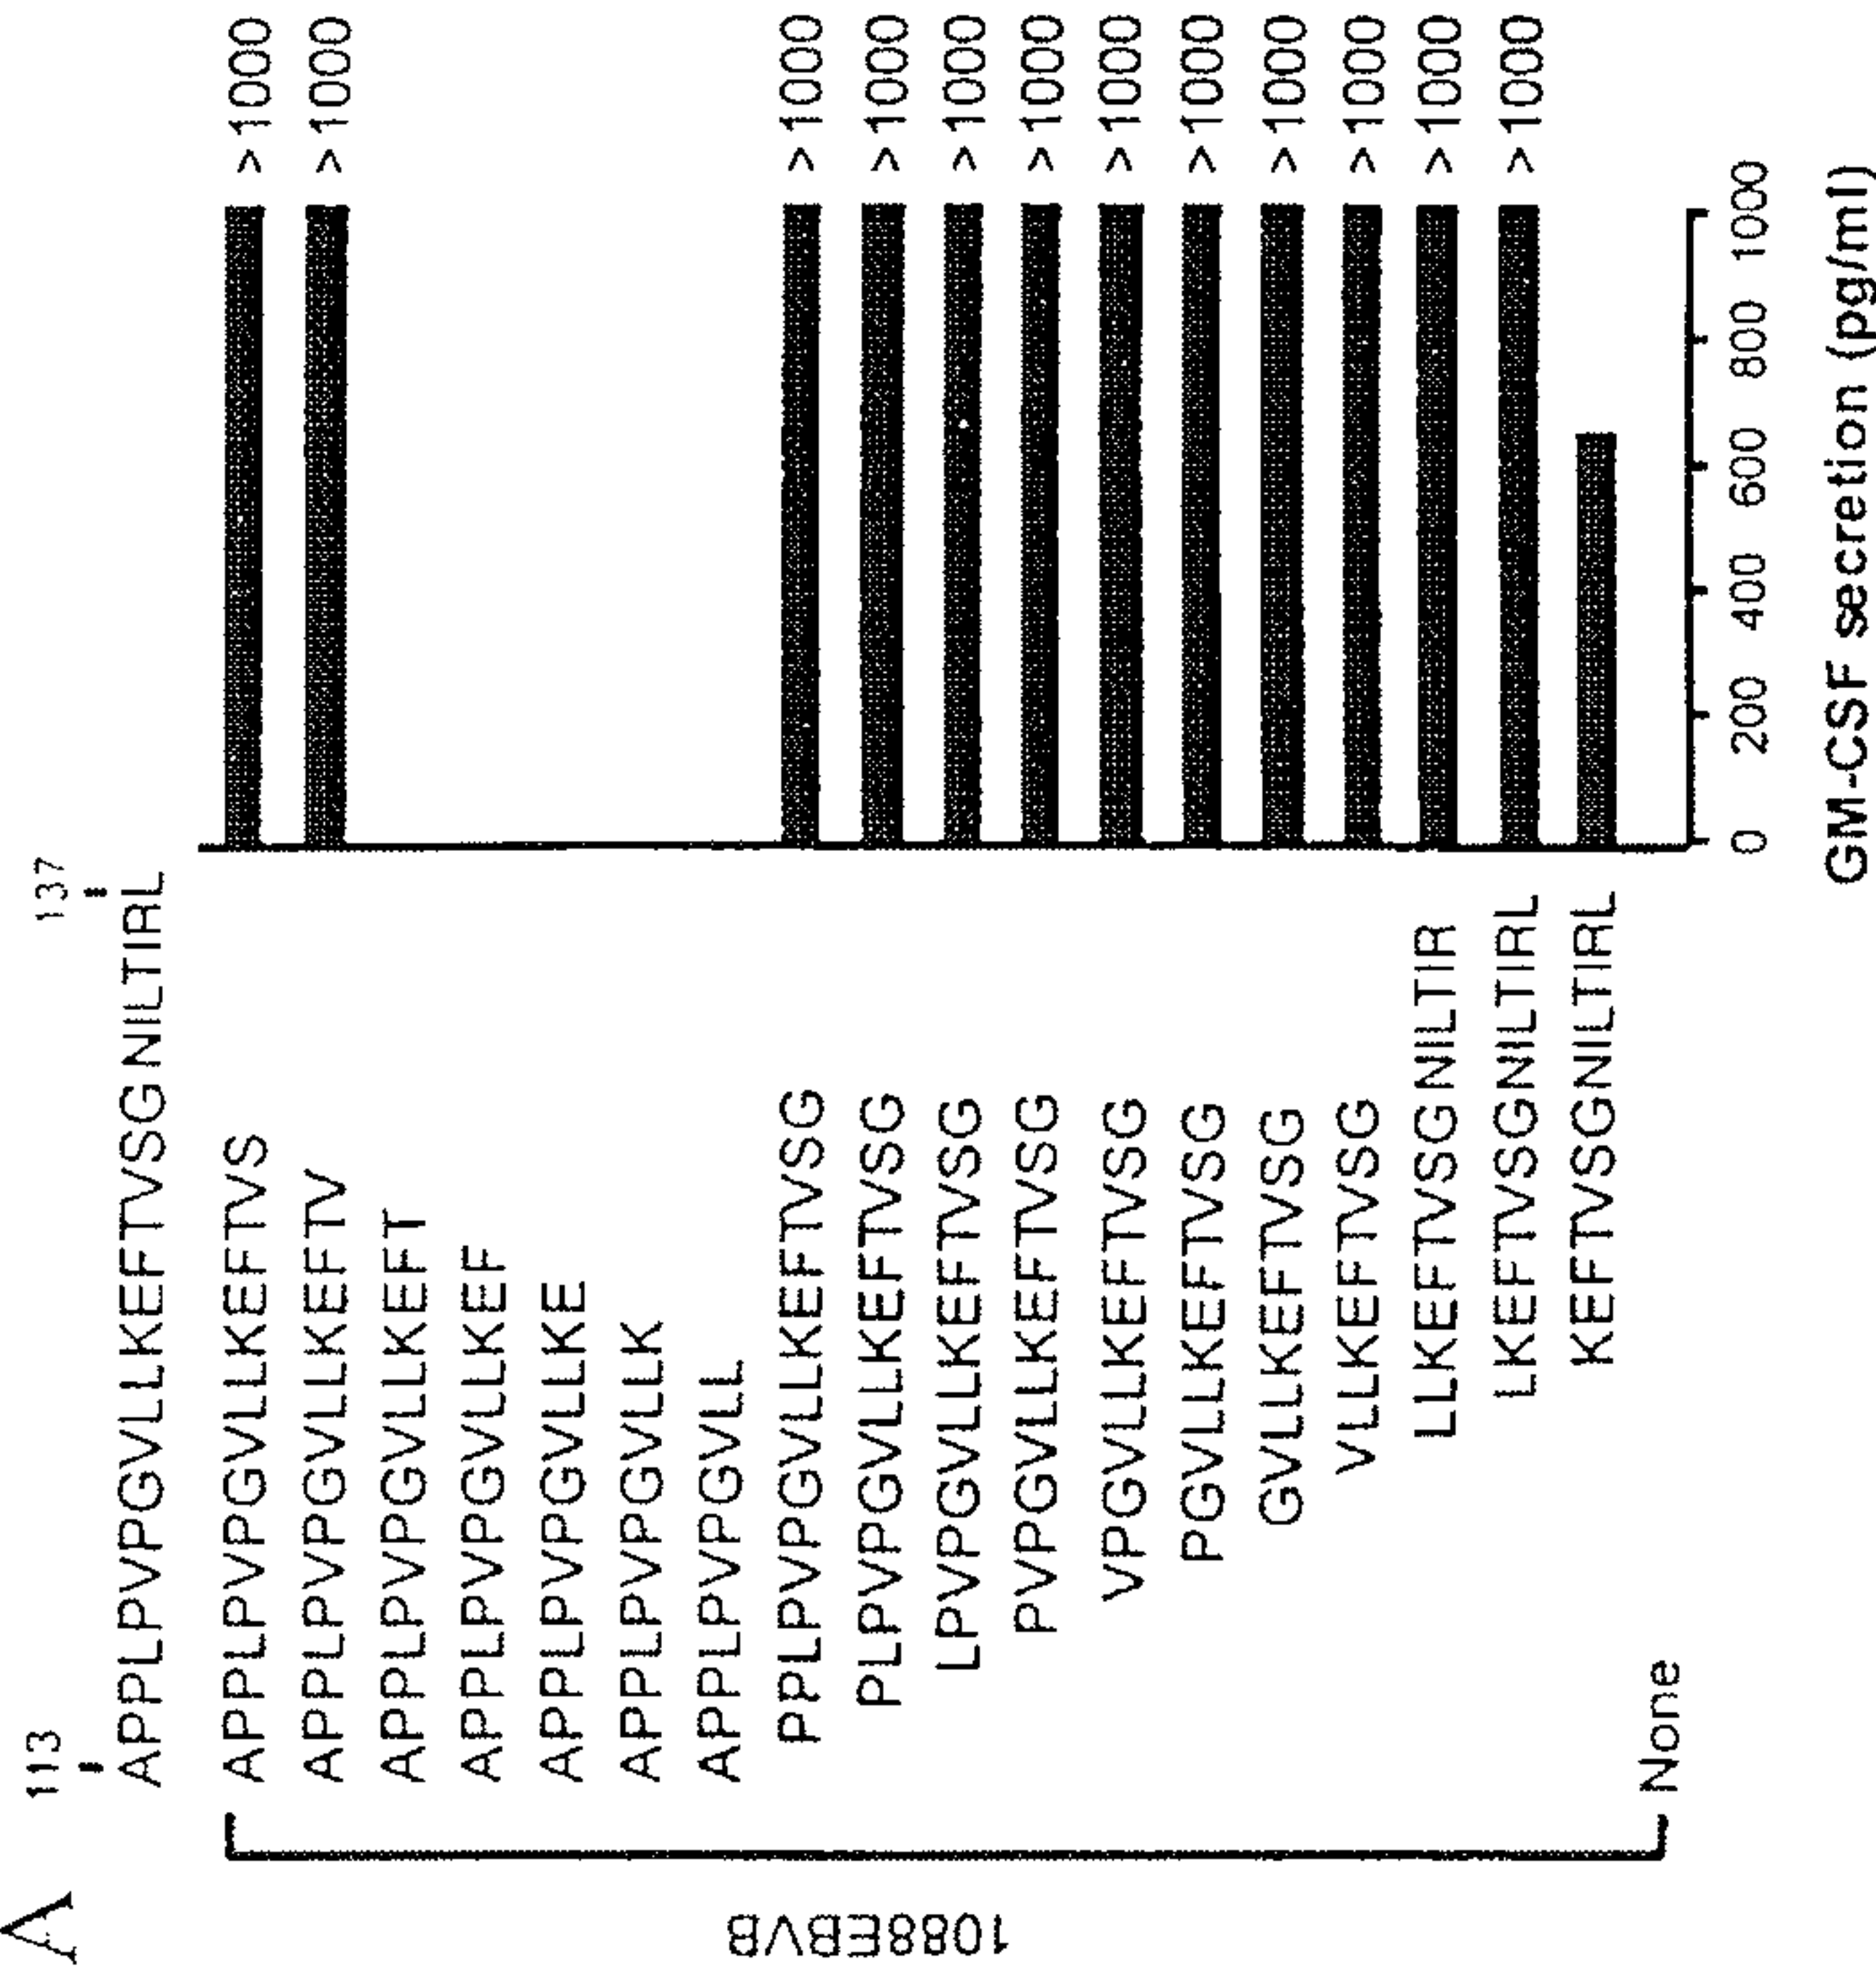 A
113 137
APPLPVPGVLLKEFTVSGNILTIRL
1088EBVB
APPLPVPGVLLKEFTVS >1000
APPLPVPGVLLKEFTV >1000
APPLPVPGVLLKEFT
APPLPVPGVLLKEF
APPLPVPGVLLKE
APPLPVPGVLLK
APPLPVPGVLL
PPLPVPGVLLKEFTVSG >1000
PLPVPGVLLKEFTVSG >1000
LPVPGVLLKEFTVSG >1000
PVPGVLLKEFTVSG >1000
VPGVLLKEFTVSG >1000
PGVLLKEFTVSG >1000
GVLLKEFTVSG >1000
VLLKEFTVSG >1000
LLKEFTVSGNILTIR >1000
LKEFTVSGNILTIRL >1000
KEFTVSGNILTIRL
None
0 200 400 600 800 1000
GM-CSF secretion (pg/ml)